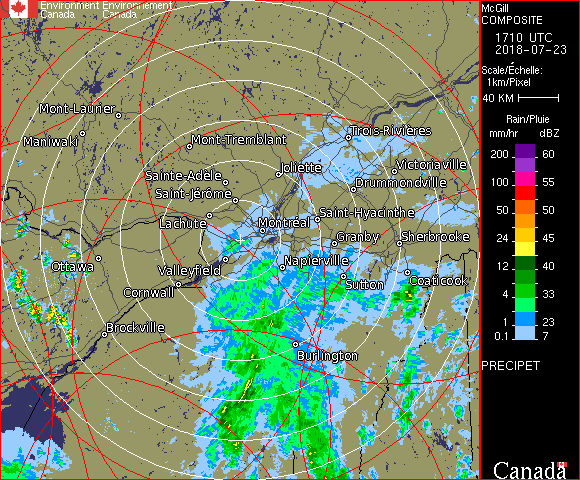 Environment Environnement
Canada Canada
McGill
COMPOSITE
1710 UTC
2018-07-23
Scale/Échelle:
1km/Pixel
40 KM
Rain/Pluie
mm/hr dBZ
200 60
100 55
50 50
24 45
12 40
4 33
1 23
0.1 7
PRECIPET
Canada
Mont-Laurier
Maniwaki
Mont-Tremblant
Trois-Rivières
Sainte-Adèle
Joliette
Victoriaville
Saint-Jérôme
Drummondville
Lachute
Montréal
Saint-Hyacinthe
Granby
Sherbrooke
Ottawa
Valleyfield
Napierville
Cornwall
Sutton
Coaticook
Brockville
Burlington